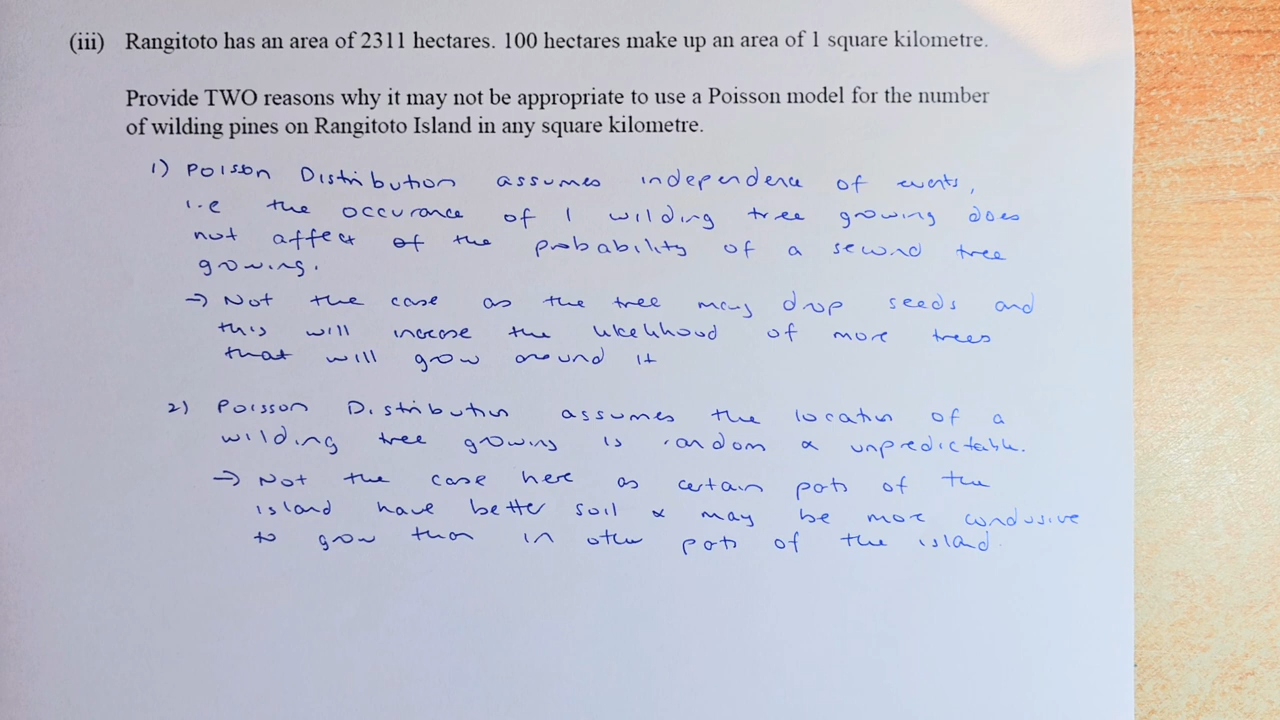 (iii) Rangitoto has an area of 2311 hectares. 100 hectares make up an area of 1 square kilometre.
Provide TWO reasons why it may not be appropriate to use a Poisson model for the number
of wilding pines on Rangitoto Island in any square kilometre.
1) Poisson Distribution assumes independence of events,
i.e the occurance of 1 wilding tree growing does
not affect of the probability of a second tree
growing.
→ Not the case as the tree may drop seeds and
this will increase the likelihood of more trees
that will grow around it
2) Poisson Distribution assumes the location of a
wilding tree growing is random & unpredictable.
→ Not the case here as certain parts of the
island have better soil & may be more condusive
to grow than in other parts of the island.